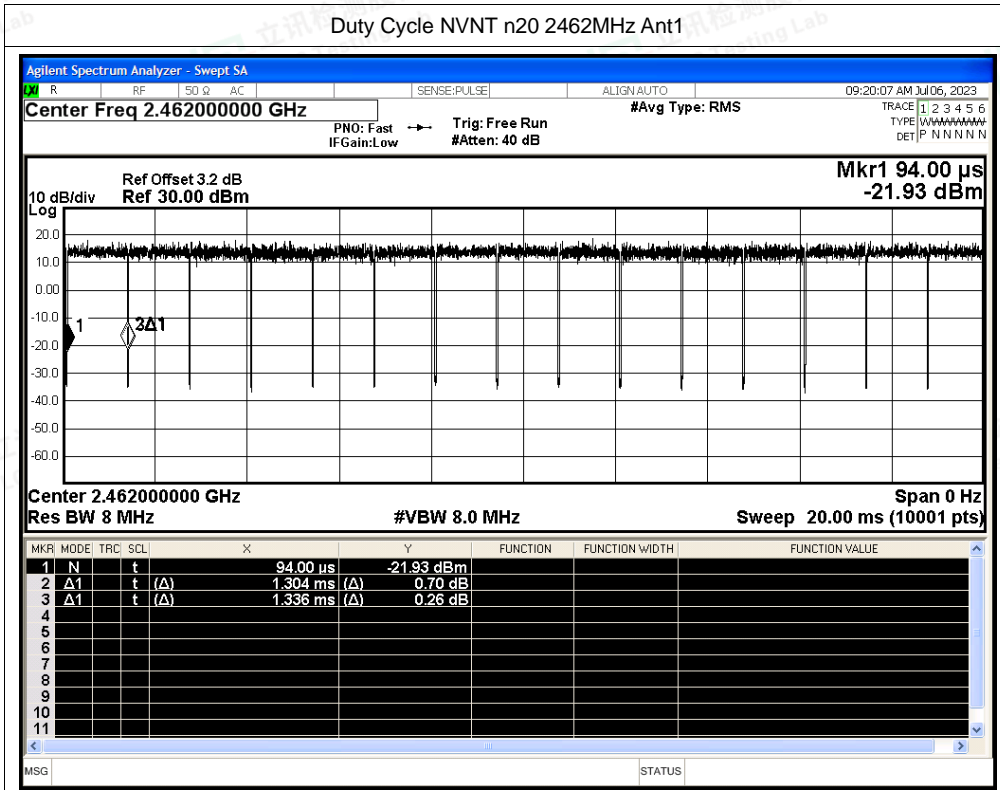 Duty Cycle NVNT n20 2462MHz Ant1
Agilent Spectrum Analyzer - Swept SA
LXI R RF 50 Ω AC SENSE:PULSE ALIGN AUTO 09:20:07 AM Jul 06, 2023
Center Freq 2.462000000 GHz #Avg Type: RMS TRACE 1 2 3 4 5 6
PNO: Fast Trig: Free Run TYPE
IFGain:Low #Atten: 40 dB DET P N N N N N
Mkr1 94.00 µs
Ref Offset 3.2 dB
10 dB/div Ref 30.00 dBm -21.93 dBm
Log
20.0
10.0
0.00
-10.0
1 3Δ1
-20.0
-30.0
-40.0
-50.0
-60.0
Center 2.462000000 GHz Span 0 Hz
Res BW 8 MHz #VBW 8.0 MHz Sweep 20.00 ms (10001 pts)
MKR MODE TRC SCL X Y FUNCTION FUNCTION WIDTH FUNCTION VALUE
1 N t 94.00 µs -21.93 dBm
2 Δ1 t (Δ) 1.304 ms (Δ) 0.70 dB
3 Δ1 t (Δ) 1.336 ms (Δ) 0.26 dB
4
5
6
7
8
9
10
11
MSG STATUS